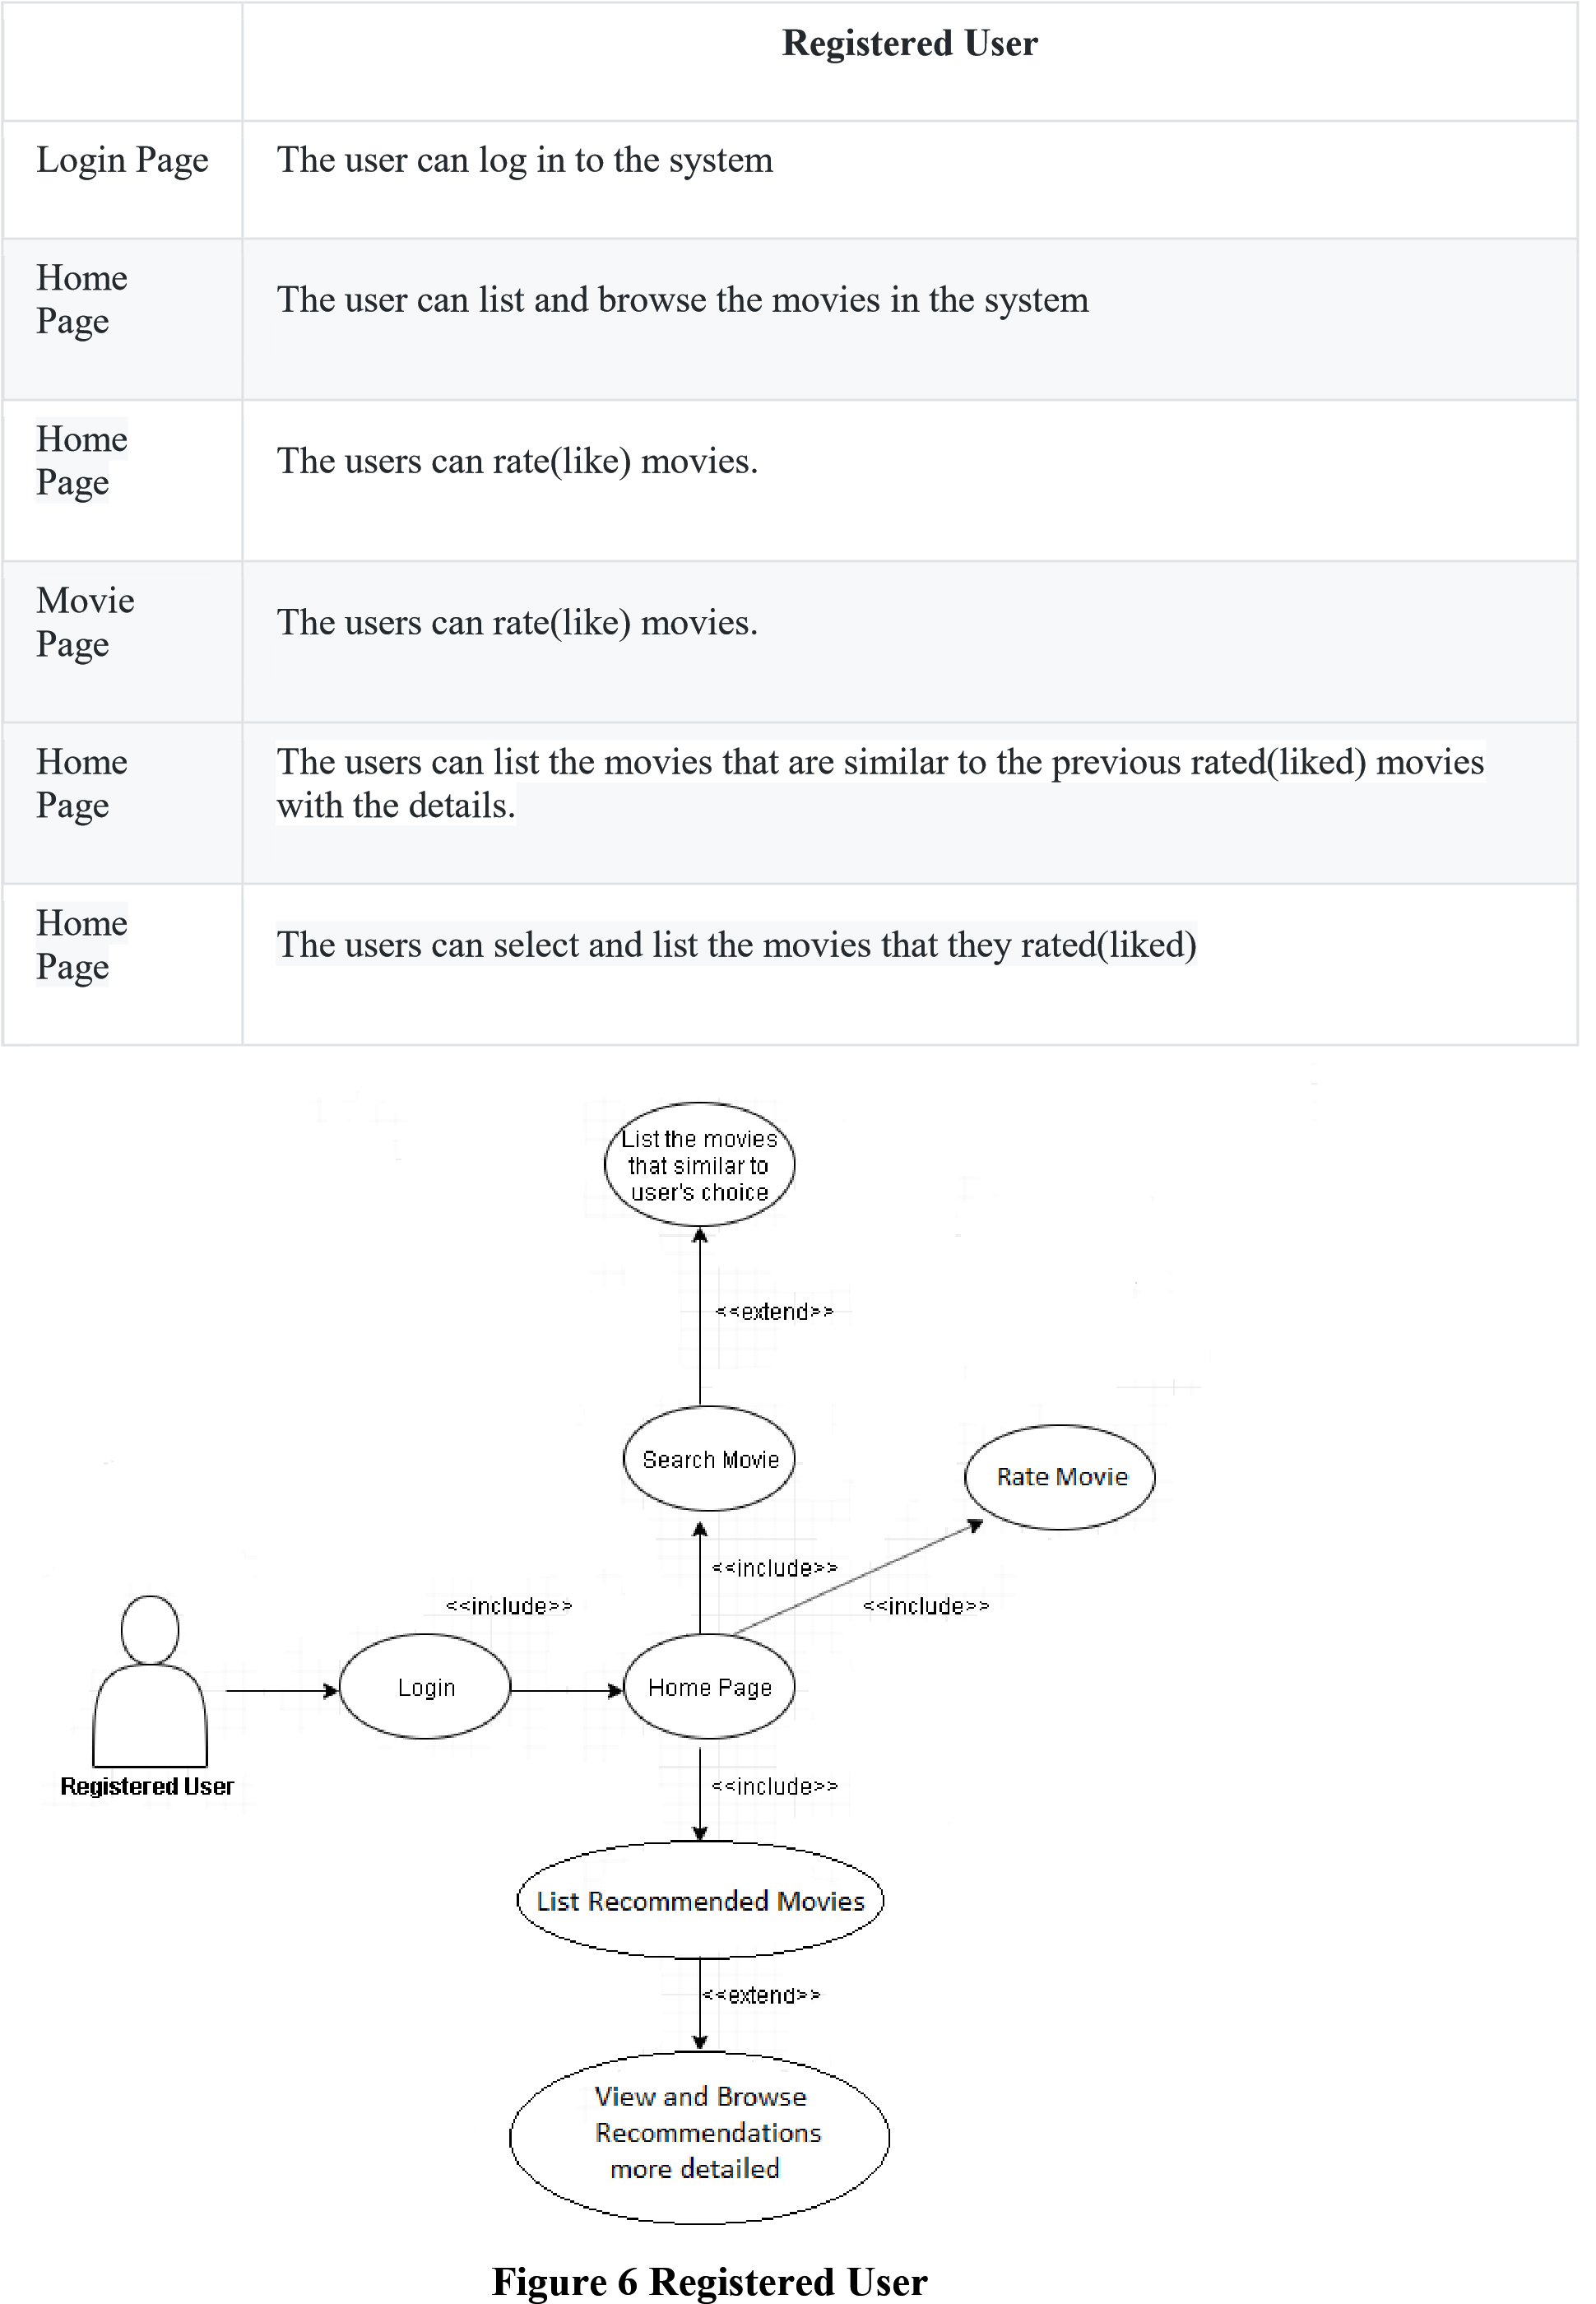 Registered User
Login Page
The user can log in to the system
Home
Page
The user can list and browse the movies in the system
Home
Page
The users can rate(like) movies.
Movie
Page
The users can rate(like) movies.
Home
Page
The users can list the movies that are similar to the previous rated(liked) movies
with the details.
Home
Page
The users can select and list the movies that they rated(liked)
List the movies
that similar to
user's choice
<<extend>>
Search Movie
Rate Movie
<<include>>
<<include>>
<<include>>
Login
Home Page
Registered User
<<include>>
List Recommended Movies
<<extend>>
View and Browse
Recommendations
more detailed
Figure 6 Registered User